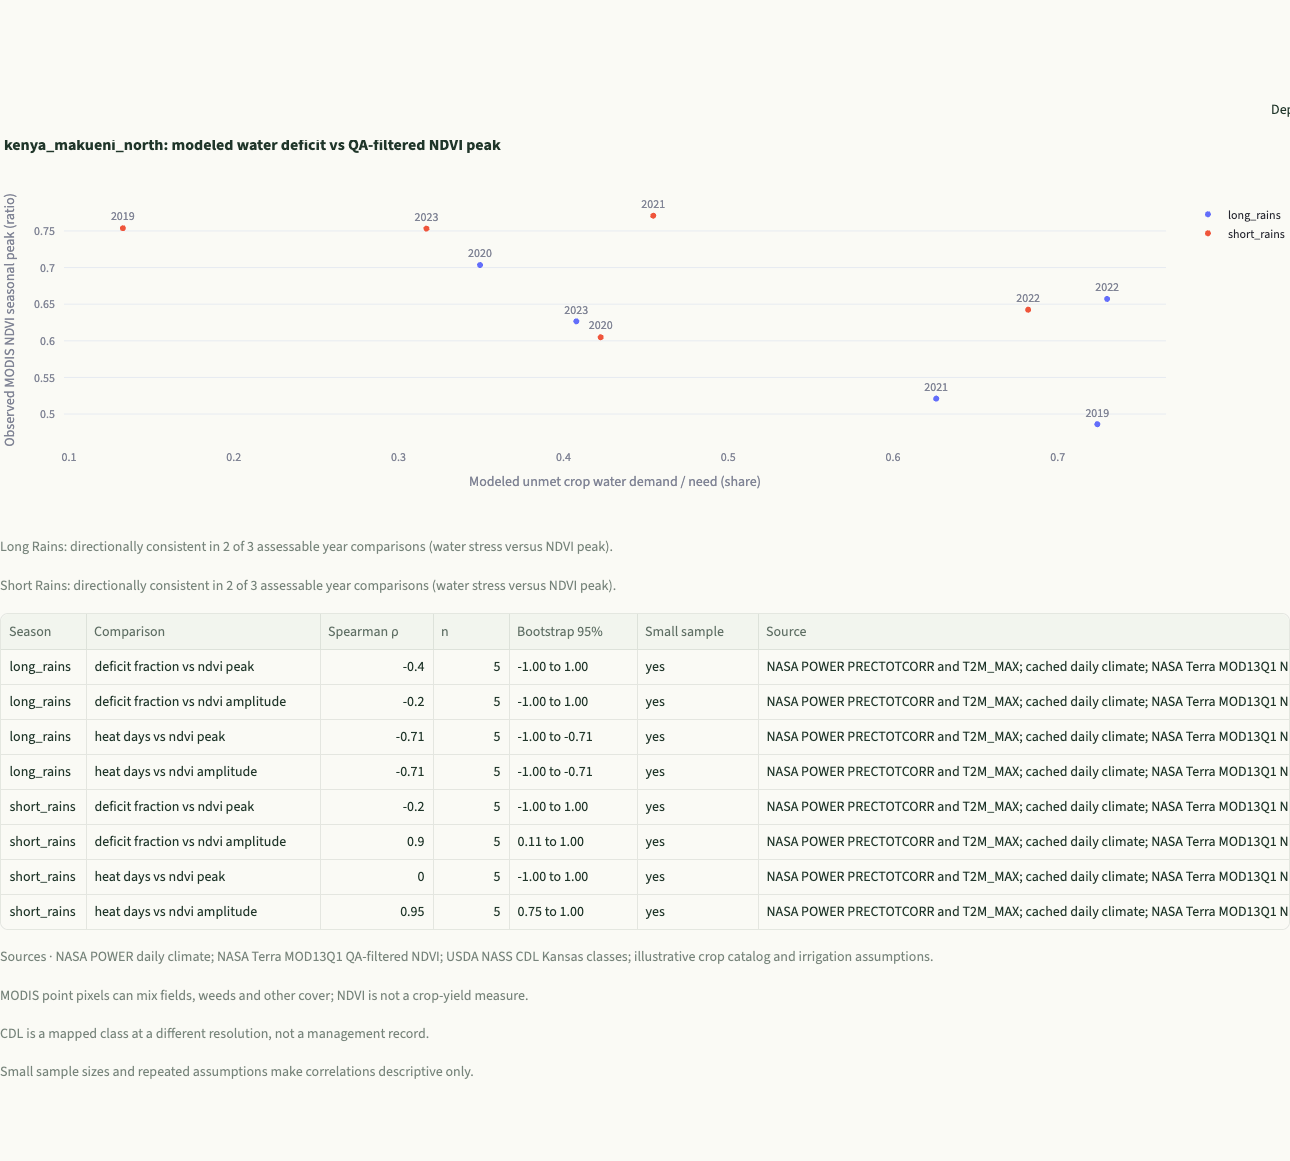 Dep
kenya_makueni_north: modeled water deficit vs QA-filtered NDVI peak
Observed MODIS NDVI seasonal peak (ratio)
0.75
0.7
0.65
0.6
0.55
0.5
2019
2023
2021
2020
2023
2020
2022
2022
2021
2019
long_rains
short_rains
0.1 0.2 0.3 0.4 0.5 0.6 0.7
Modeled unmet crop water demand / need (share)
Long Rains: directionally consistent in 2 of 3 assessable year comparisons (water stress versus NDVI peak).
Short Rains: directionally consistent in 2 of 3 assessable year comparisons (water stress versus NDVI peak).
Season Comparison Spearman ρ n Bootstrap 95% Small sample Source
long_rains deficit fraction vs ndvi peak -0.4 5 -1.00 to 1.00 yes NASA POWER PRECTOTCORR and T2M_MAX; cached daily climate; NASA Terra MOD13Q1 N
long_rains deficit fraction vs ndvi amplitude -0.2 5 -1.00 to 1.00 yes NASA POWER PRECTOTCORR and T2M_MAX; cached daily climate; NASA Terra MOD13Q1 N
long_rains heat days vs ndvi peak -0.71 5 -1.00 to -0.71 yes NASA POWER PRECTOTCORR and T2M_MAX; cached daily climate; NASA Terra MOD13Q1 N
long_rains heat days vs ndvi amplitude -0.71 5 -1.00 to -0.71 yes NASA POWER PRECTOTCORR and T2M_MAX; cached daily climate; NASA Terra MOD13Q1 N
short_rains deficit fraction vs ndvi peak -0.2 5 -1.00 to 1.00 yes NASA POWER PRECTOTCORR and T2M_MAX; cached daily climate; NASA Terra MOD13Q1 N
short_rains deficit fraction vs ndvi amplitude 0.9 5 0.11 to 1.00 yes NASA POWER PRECTOTCORR and T2M_MAX; cached daily climate; NASA Terra MOD13Q1 N
short_rains heat days vs ndvi peak 0 5 -1.00 to 1.00 yes NASA POWER PRECTOTCORR and T2M_MAX; cached daily climate; NASA Terra MOD13Q1 N
short_rains heat days vs ndvi amplitude 0.95 5 0.75 to 1.00 yes NASA POWER PRECTOTCORR and T2M_MAX; cached daily climate; NASA Terra MOD13Q1 N
Sources · NASA POWER daily climate; NASA Terra MOD13Q1 QA-filtered NDVI; USDA NASS CDL Kansas classes; illustrative crop catalog and irrigation assumptions.
MODIS point pixels can mix fields, weeds and other cover; NDVI is not a crop-yield measure.
CDL is a mapped class at a different resolution, not a management record.
Small sample sizes and repeated assumptions make correlations descriptive only.